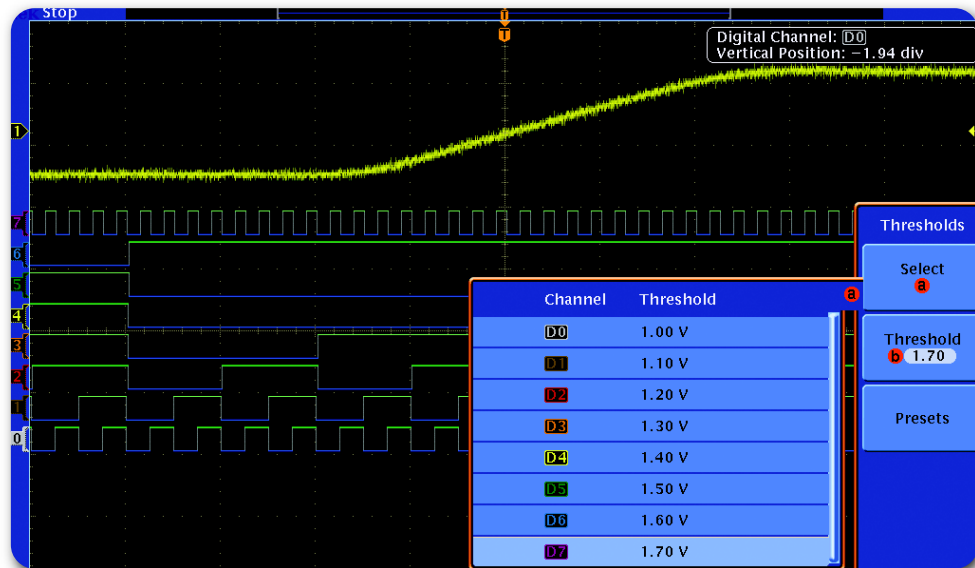 Stop
T
T
Digital Channel: D0
Vertical Position: −1.94 div
1
7
6
5
4
3
2
1
0
Thresholds
Select
a
Threshold
b 1.70
Presets
a
Channel Threshold
D0 1.00 V
D1 1.10 V
D2 1.20 V
D3 1.30 V
D4 1.40 V
D5 1.50 V
D6 1.60 V
D7 1.70 V